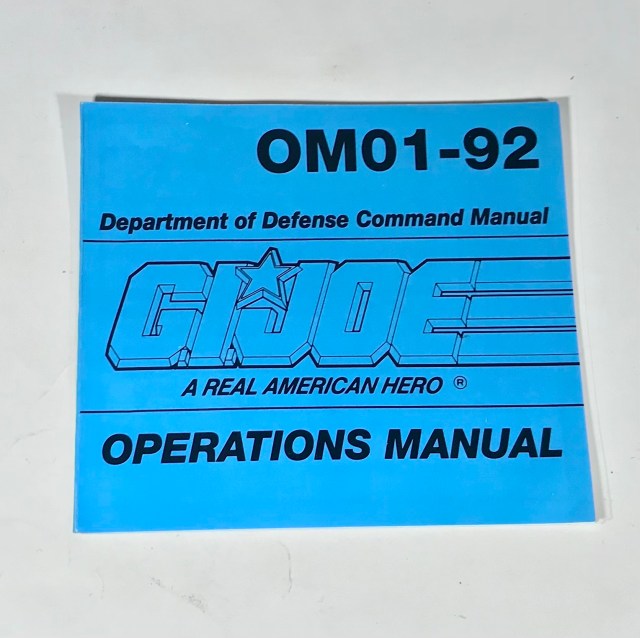 OM01-92
Department of Defense Command Manual
G.I. JOE
A REAL AMERICAN HERO ®
OPERATIONS MANUAL